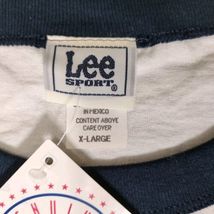 Lee
SPORT®
IN MEXICO
CONTENT ABOVE
CARE OVER
X-LARGE